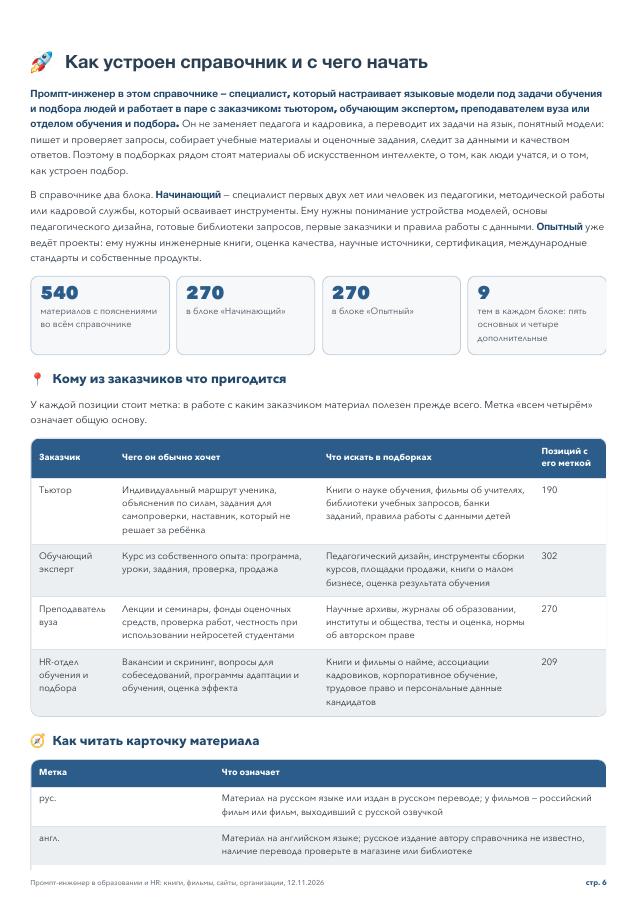 🚀 Как устроен справочник и с чего начать
Промпт-инженер в этом справочнике – специалист, который настраивает языковые модели под задачи обучения
и подбора людей и работает в паре с заказчиком: тьютором, обучающим экспертом, преподавателем вуза или
отделом обучения и подбора. Он не заменяет педагога и кадровика, а переводит их задачи на язык, понятный модели:
пишет и проверяет запросы, собирает учебные материалы и оценочные задания, следит за данными и качеством
ответов. Поэтому в подборках рядом стоят материалы об искусственном интеллекте, о том, как люди учатся, и о том,
как устроен подбор.
В справочнике два блока. Начинающий – специалист первых двух лет или человек из педагогики, методической работы
или кадровой службы, который осваивает инструменты. Ему нужны понимание устройства моделей, основы
педагогического дизайна, готовые библиотеки запросов, первые заказчики и правила работы с данными. Опытный уже
ведёт проекты: ему нужны инженерные книги, оценка качества, научные источники, сертификация, международные
стандарты и собственные продукты.
540
материалов с пояснениями
во всём справочнике
270
в блоке «Начинающий»
270
в блоке «Опытный»
9
тем в каждом блоке: пять
основных и четыре
дополнительные
📍 Кому из заказчиков что пригодится
У каждой позиции стоит метка: в работе с каким заказчиком материал полезен прежде всего. Метка «всем четырём»
означает общую основу.
Заказчик
Чего он обычно хочет
Что искать в подборках
Позиций с
его меткой
Тьютор
Индивидуальный маршрут ученика,
объяснения по силам, задания для
самопроверки, наставник, который не
решает за ребёнка
Книги о науке обучения, фильмы об учителях,
библиотеки учебных запросов, банки
заданий, правила работы с данными детей
190
Обучающий
эксперт
Курс из собственного опыта: программа,
уроки, задания, проверка, продажа
Педагогический дизайн, инструменты сборки
курсов, площадки продажи, книги о малом
бизнесе, оценка результата обучения
302
Преподаватель
вуза
Лекции и семинары, фонды оценочных
средств, проверка работ, честность при
использовании нейросетей студентами
Научные архивы, журналы об образовании,
институты и общества, тесты и оценка, нормы
об авторском праве
270
HR-отдел
обучения и
подбора
Вакансии и скрининг, вопросы для
собеседований, программы адаптации и
обучения, оценка эффекта
Книги и фильмы о найме, ассоциации
кадровиков, корпоративное обучение,
трудовое право и персональные данные
кандидатов
209
🧭 Как читать карточку материала
Метка
Что означает
рус.
Материал на русском языке или издан в русском переводе; у фильмов – российский
фильм или фильм, выходивший с русской озвучкой
англ.
Материал на английском языке; русское издание автору справочника не известно,
наличие перевода проверьте в магазине или библиотеке
Промпт-инженер в образовании и HR: книги, фильмы, сайты, организации, 12.11.2026
стр. 6